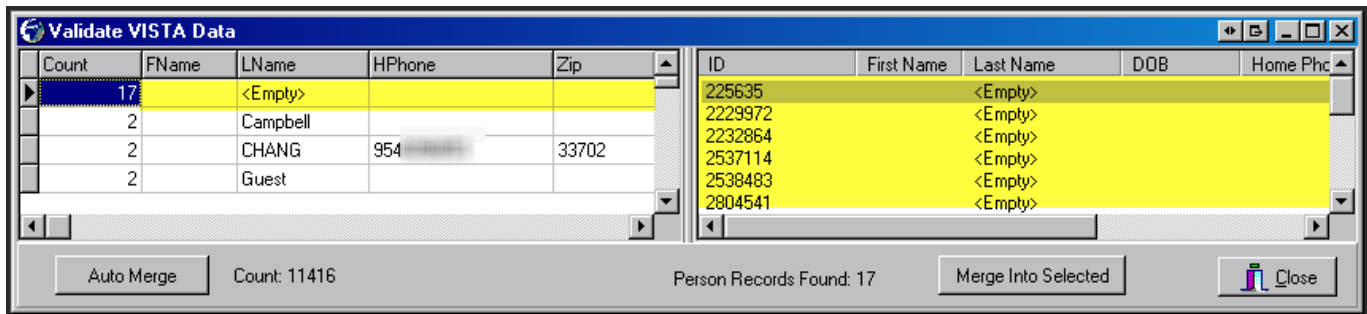 Validate VISTA Data
Count FName LName HPhone Zip
17 <Empty>
2 Campbell
2 CHANG 954 33702
2 Guest
ID First Name Last Name DOB Home Pho
225635 <Empty>
2229972 <Empty>
2232864 <Empty>
2537114 <Empty>
2538483 <Empty>
2804541 <Empty>
Auto Merge Count: 11416 Person Records Found: 17 Merge Into Selected Close